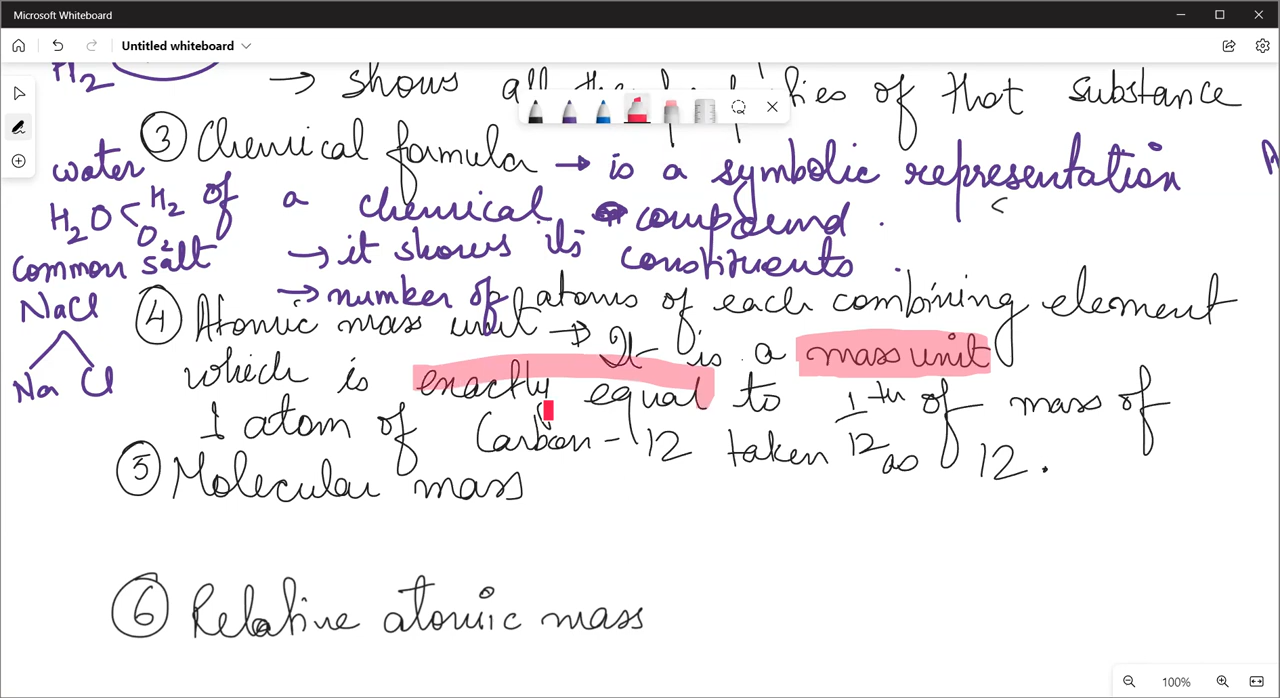 Microsoft Whiteboard
Untitled whiteboard
H2
→ shows all the of that substance
③ Chemical formula → is a symbolic representation
water
H2O < H2 O2 of a chemical compound.
common salt → it shows its constituents.
NaCl → number of atoms of each combining element
Na Cl
④ Atomic mass unit → It is a mass unit
which is exactly equal to 1/12 th of mass of
1 atom of Carbon-12 taken as 12.
⑤ Molecular mass
⑥ Relative atomic mass
100%